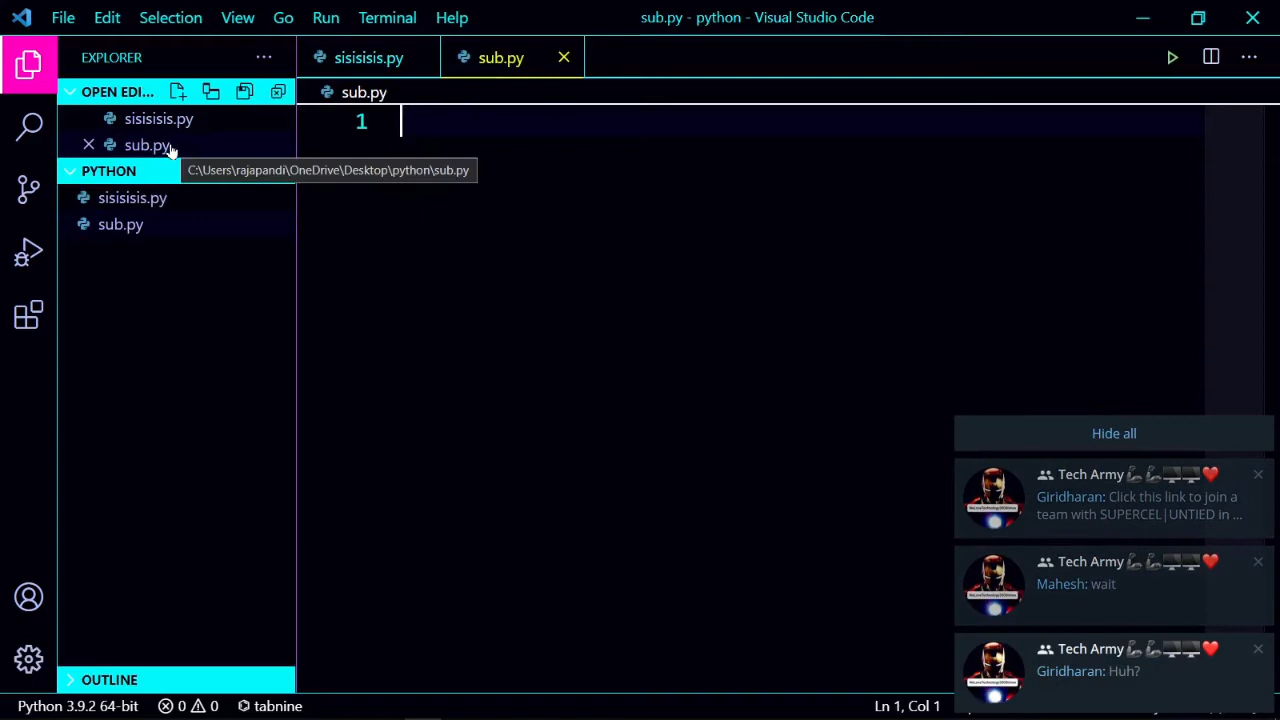 File Edit Selection View Go Run Terminal Help
sub.py - python - Visual Studio Code
EXPLORER
sisisisis.py
sub.py
OPEN EDI...
sub.py
sisisisis.py
1
sub.py
PYTHON
C:\Users\rajapandi\OneDrive\Desktop\python\sub.py
sisisisis.py
sub.py
Hide all
Tech Army💪🏿💪🏿🖥️🖥️❤️
Giridharan: Click this link to join a
team with SUPERCEL|UNTIED in ...
Tech Army💪🏿💪🏿🖥️🖥️❤️
Mahesh: wait
Tech Army💪🏿💪🏿🖥️🖥️❤️
Giridharan: Huh?
OUTLINE
Python 3.9.2 64-bit
0
0
tabnine
Ln 1, Col 1